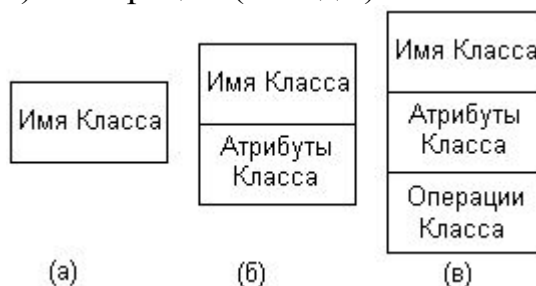 Имя Класса
Имя Класса
Атрибуты
Класса
Имя Класса
Атрибуты
Класса
Операции
Класса
(а)
(б)
(в)